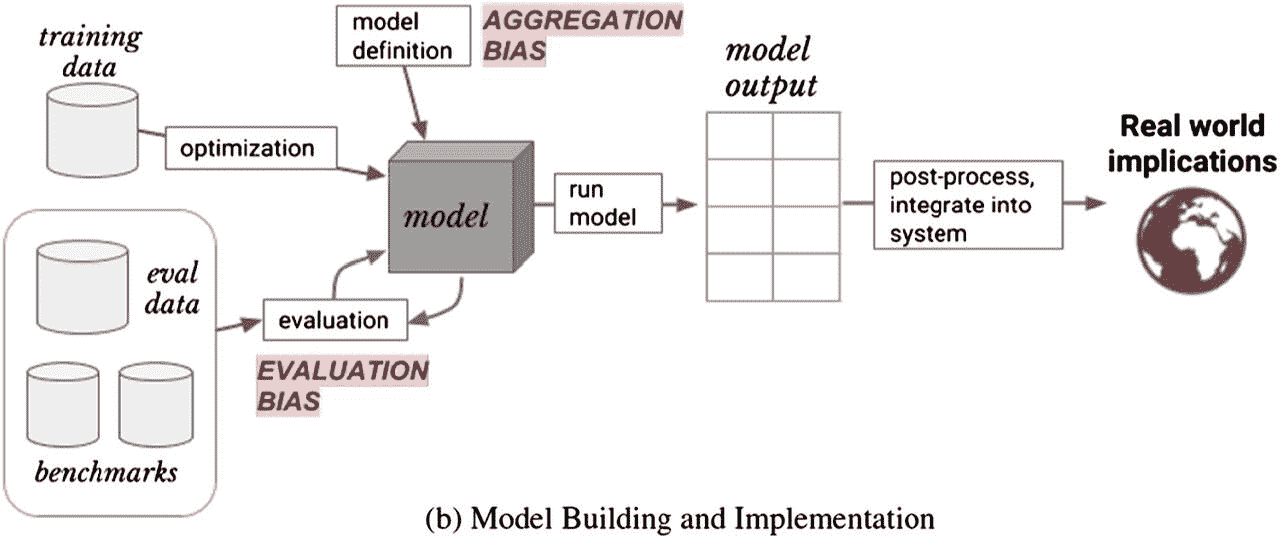 training
data
model
definition
AGGREGATION
BIAS
model
output
Real world
implications
optimization
model
run
model
post-process,
integrate into
system
eval
data
evaluation
EVALUATION
BIAS
benchmarks
(b) Model Building and Implementation